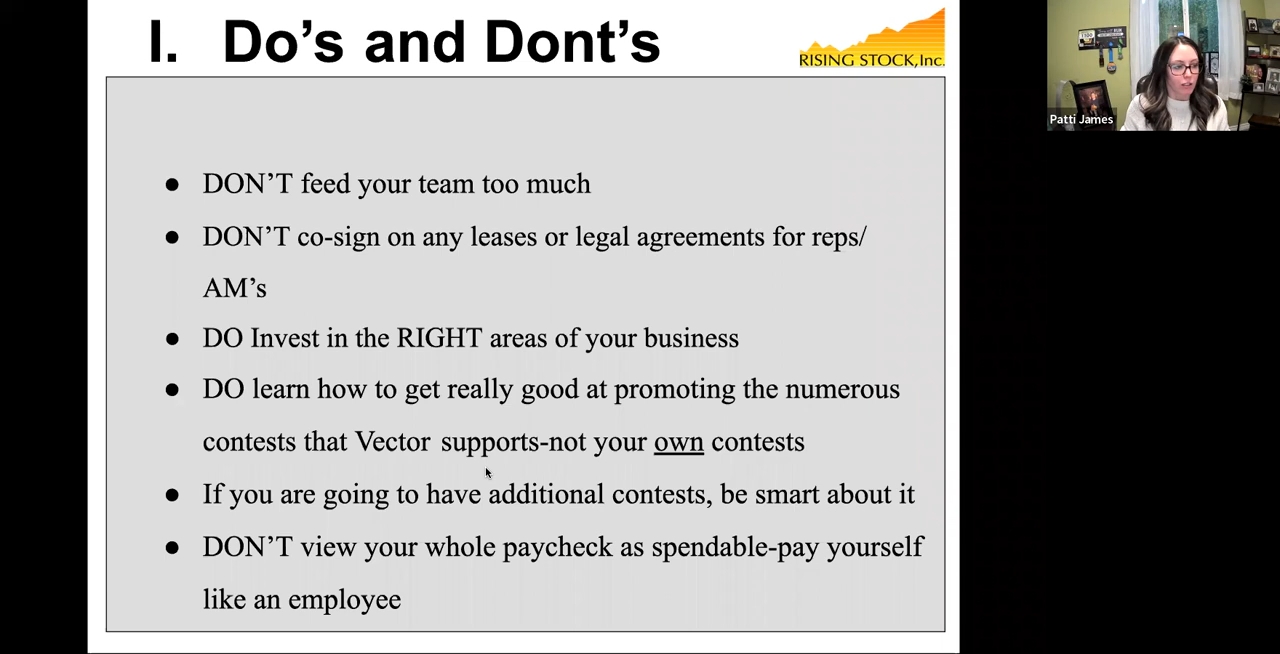 I. Do's and Dont's
RISING STOCK,Inc.
Patti James
● DON'T feed your team too much
● DON'T co-sign on any leases or legal agreements for reps/
AM's
● DO Invest in the RIGHT areas of your business
● DO learn how to get really good at promoting the numerous
contests that Vector supports-not your own contests
● If you are going to have additional contests, be smart about it
● DON'T view your whole paycheck as spendable-pay yourself
like an employee